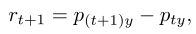 r_{t+1} = p_{(t+1)y} − p_{ty},